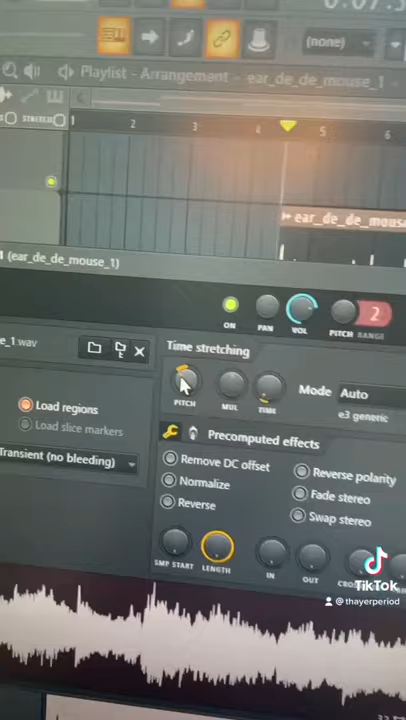 (none)
Playlist - Arrangement - ear_de_de_mouse_1
STRETCH
1 2 3 4 5 6
ear_de_de_mous
(ear_de_de_mouse_1)
ON PAN VOL PITCH RANGE 2
e_1.wav
Time stretching
PITCH MUL TIME
Mode Auto
e3 generic
Load regions
Load slice markers
Transient (no bleeding)
Precomputed effects
Remove DC offset
Normalize
Reverse
Reverse polarity
Fade stereo
Swap stereo
SMP START LENGTH IN OUT
TikTok
@thayerperiod